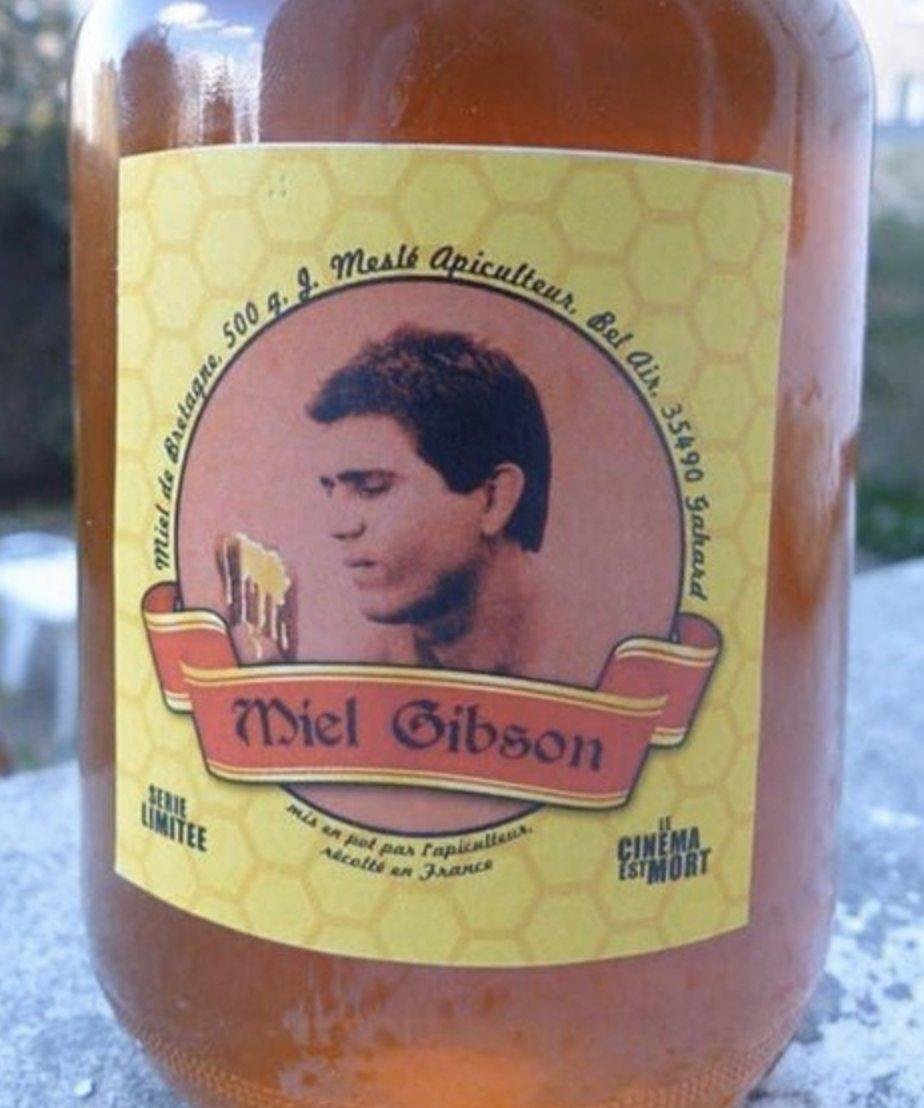 Miel de Bretagne, 500 g, J. Meslé Apiculteur, Bel Air, 35490 Gahard
Miel Gibson
SERIE
LIMITEE
mis en pot par l'apiculteur,
récolté en France
LE
CINÉMA
EST MORT